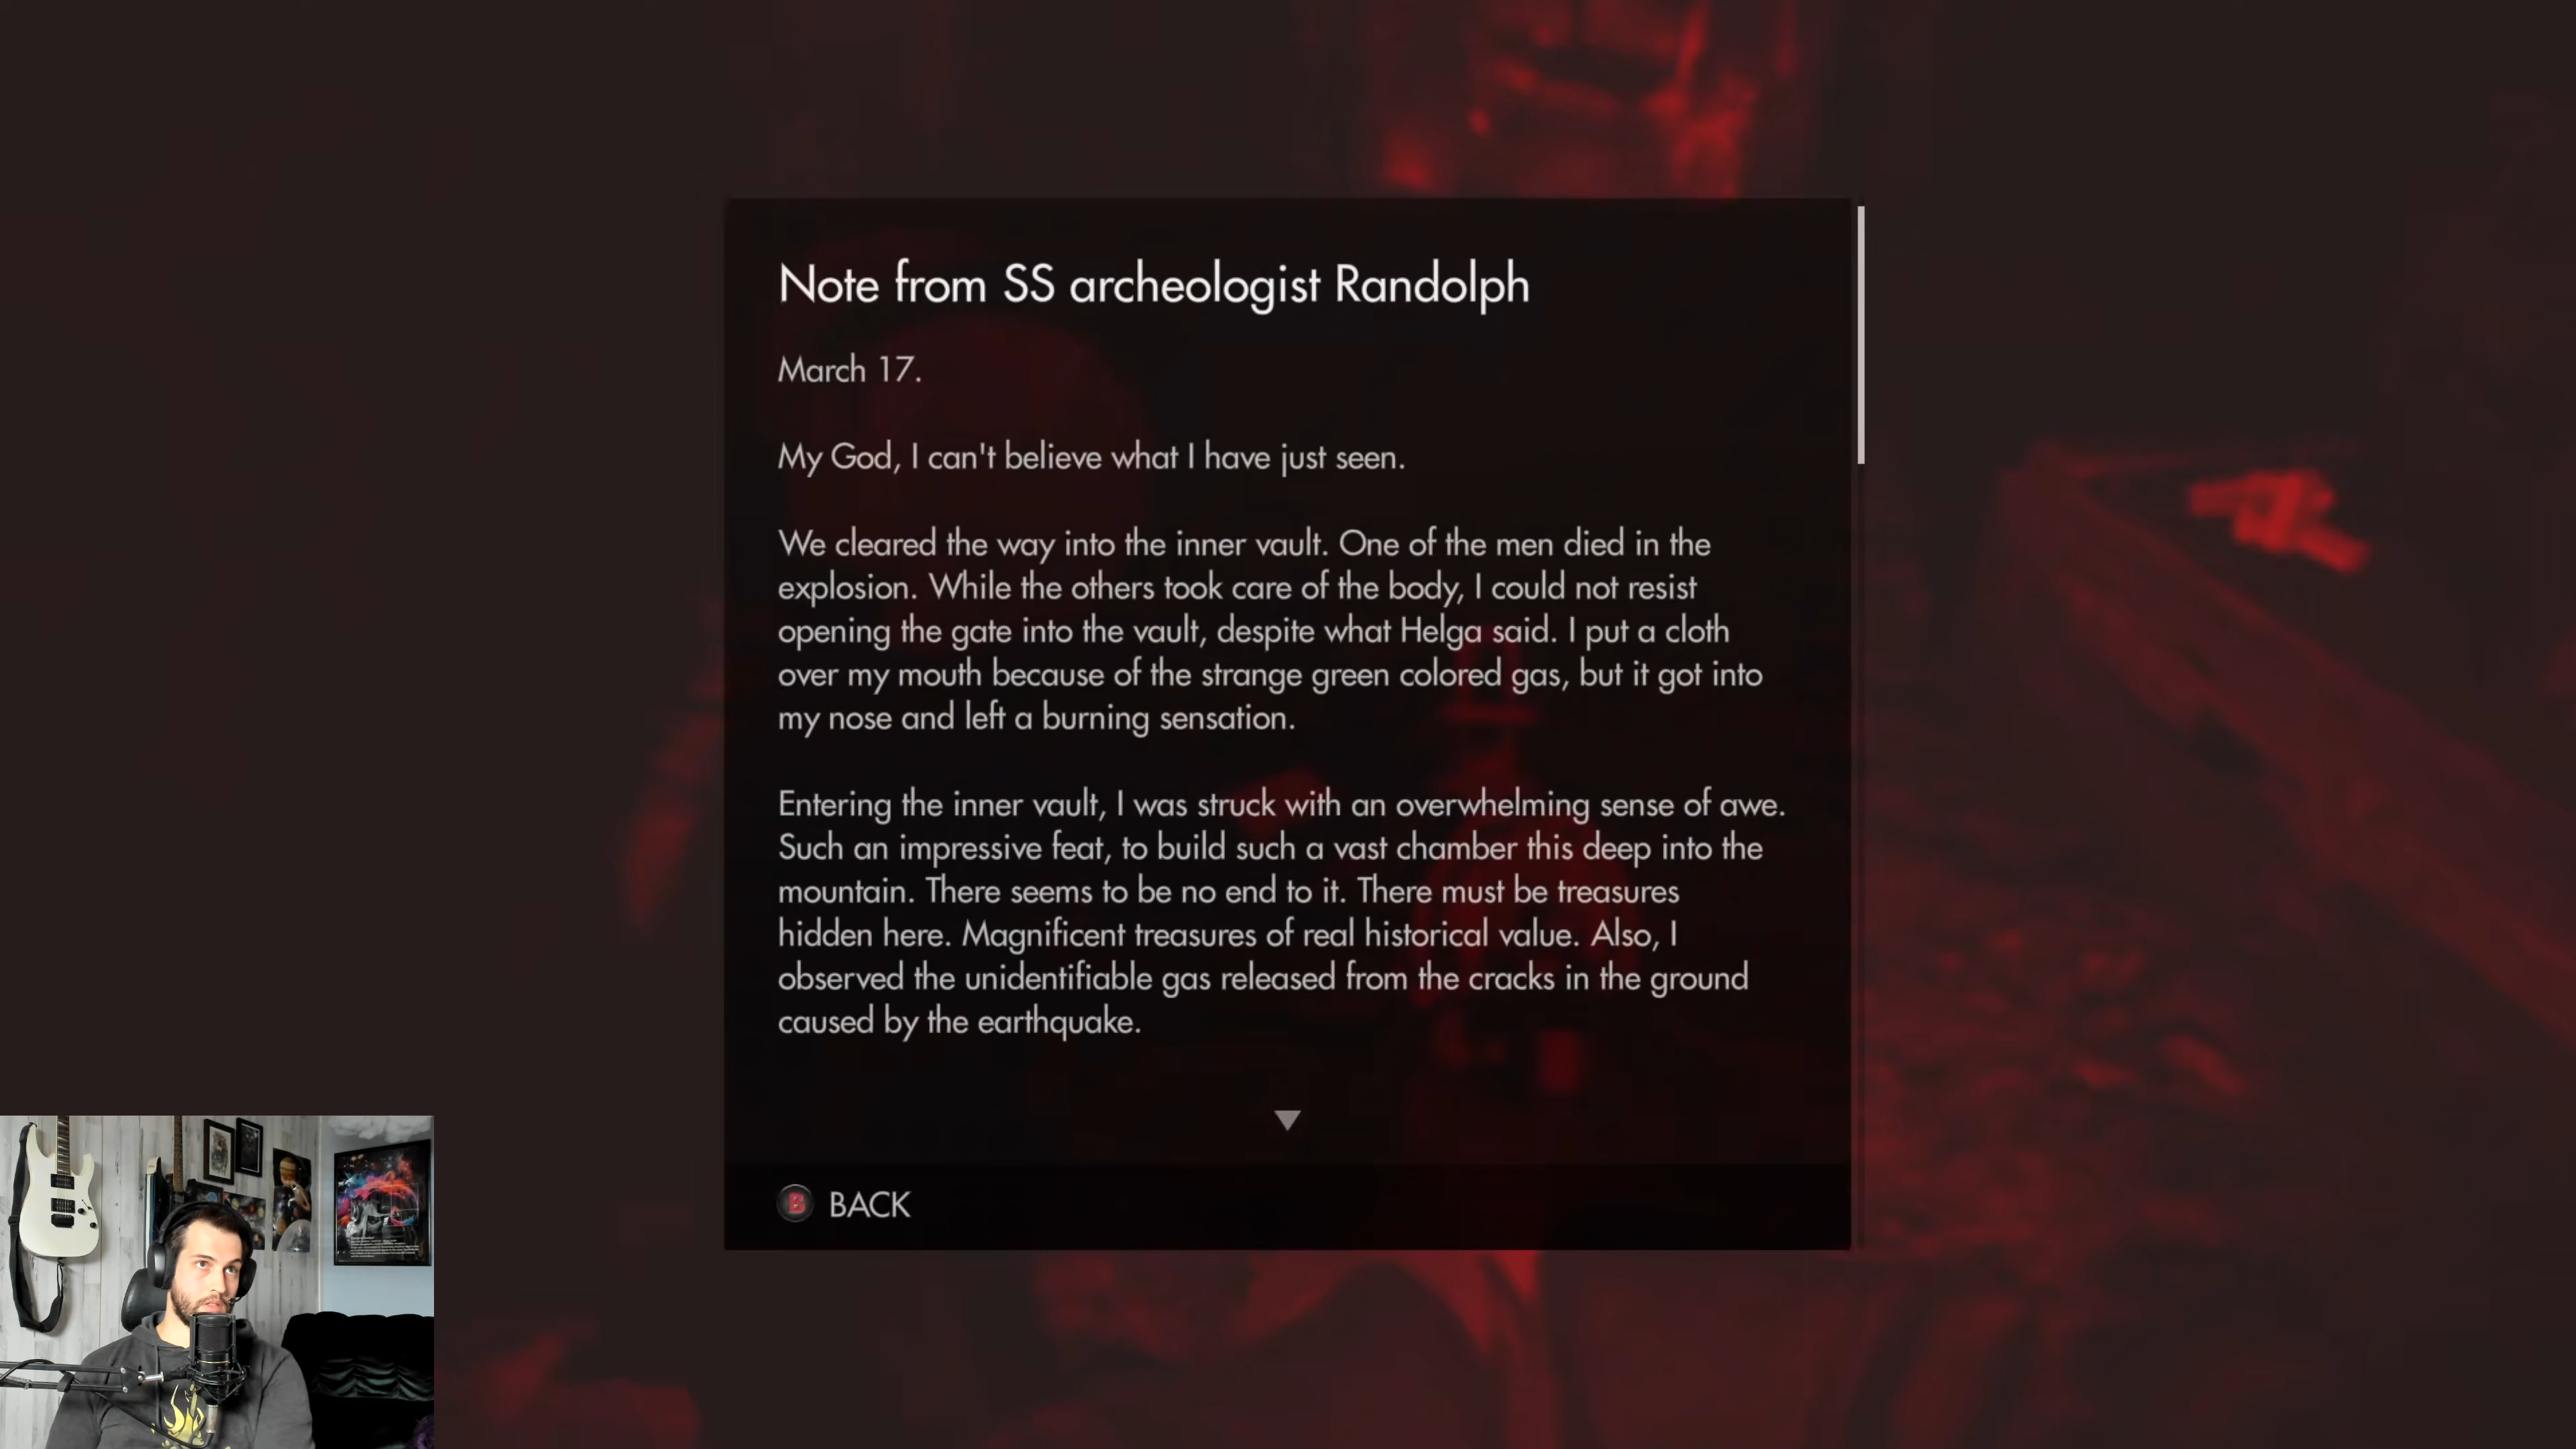 Note from SS archeologist Randolph
March 17.
My God, I can't believe what I have just seen.
We cleared the way into the inner vault. One of the men died in the
explosion. While the others took care of the body, I could not resist
opening the gate into the vault, despite what Helga said. I put a cloth
over my mouth because of the strange green colored gas, but it got into
my nose and left a burning sensation.
Entering the inner vault, I was struck with an overwhelming sense of awe.
Such an impressive feat, to build such a vast chamber this deep into the
mountain. There seems to be no end to it. There must be treasures
hidden here. Magnificent treasures of real historical value. Also, I
observed the unidentifiable gas released from the cracks in the ground
caused by the earthquake.
B BACK